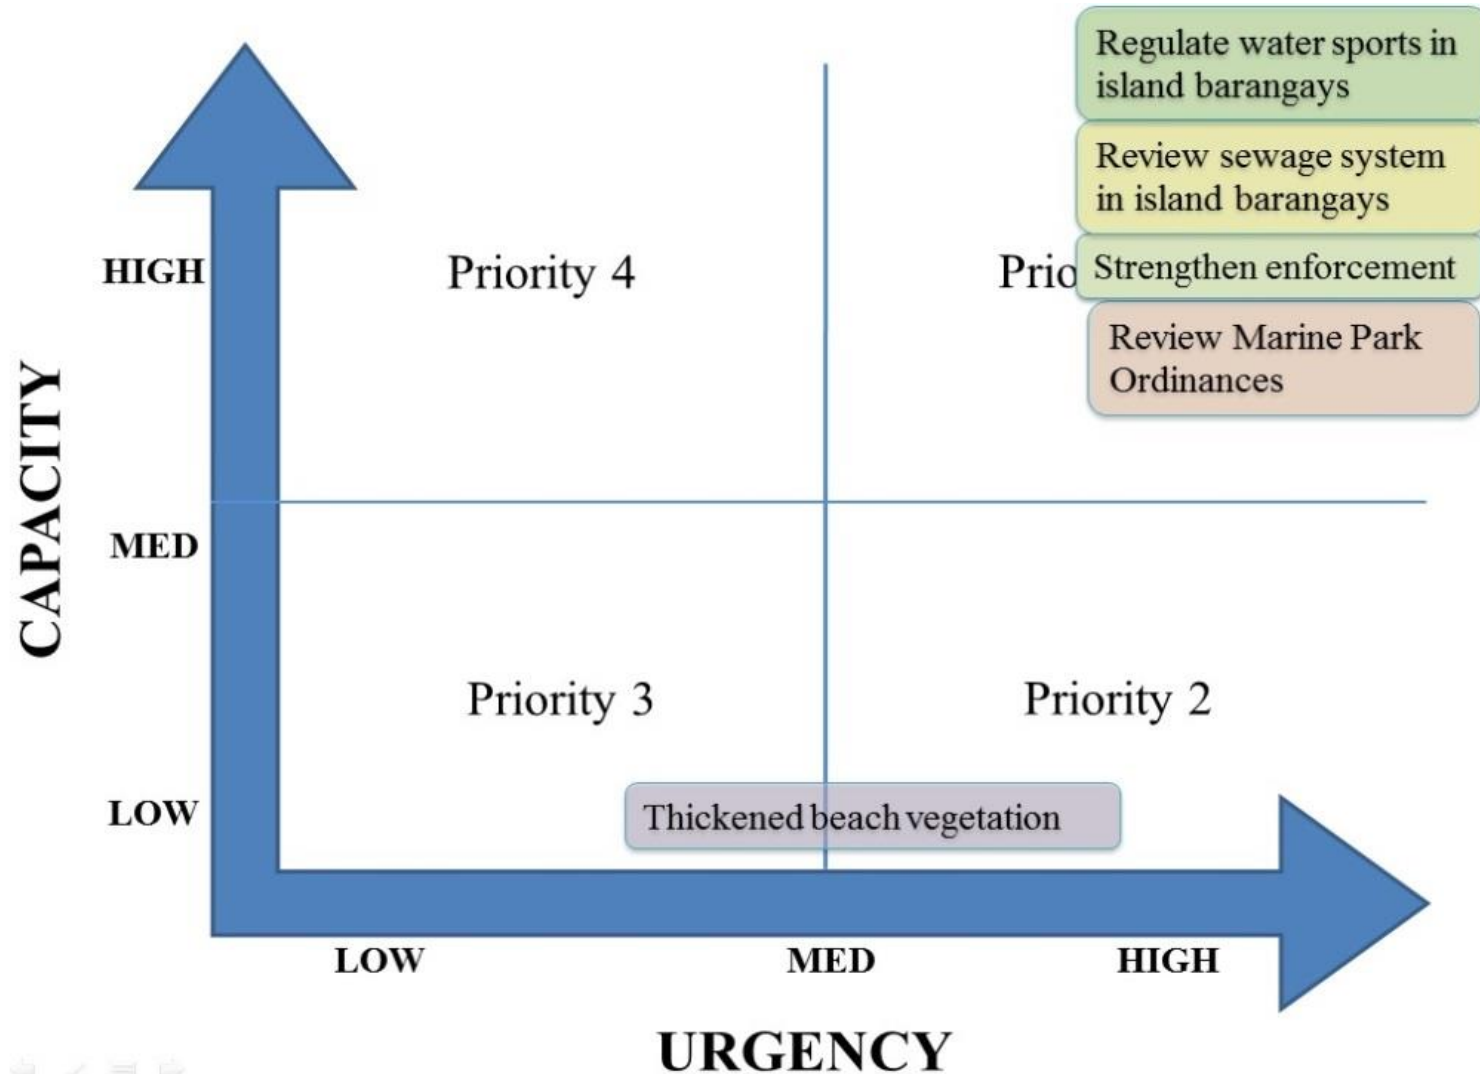 Regulate water sports in
island barangays
Review sewage system
in island barangays
HIGH
Priority 4
Prio
Strengthen enforcement
Review Marine Park
Ordinances
CAPACITY
MED
Priority 3
Priority 2
LOW
Thickened beach vegetation
LOW
MED
HIGH
URGENCY